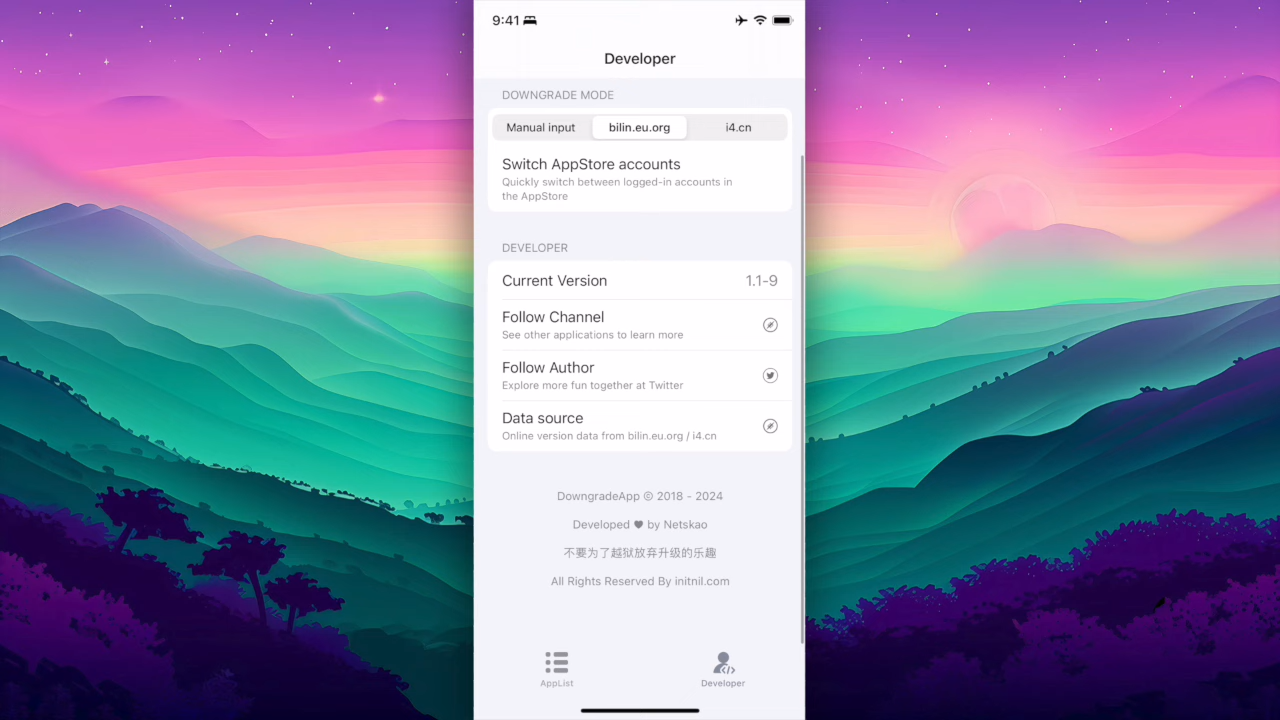 9:41
Developer
DOWNGRADE MODE
Manual input bilin.eu.org i4.cn
Switch AppStore accounts
Quickly switch between logged-in accounts in
the AppStore
DEVELOPER
Current Version 1.1-9
Follow Channel
See other applications to learn more
Follow Author
Explore more fun together at Twitter
Data source
Online version data from bilin.eu.org / i4.cn
DowngradeApp © 2018 - 2024
Developed ♥ by Netskao
不要为了越狱放弃升级的乐趣
All Rights Reserved By initnil.com
AppList Developer